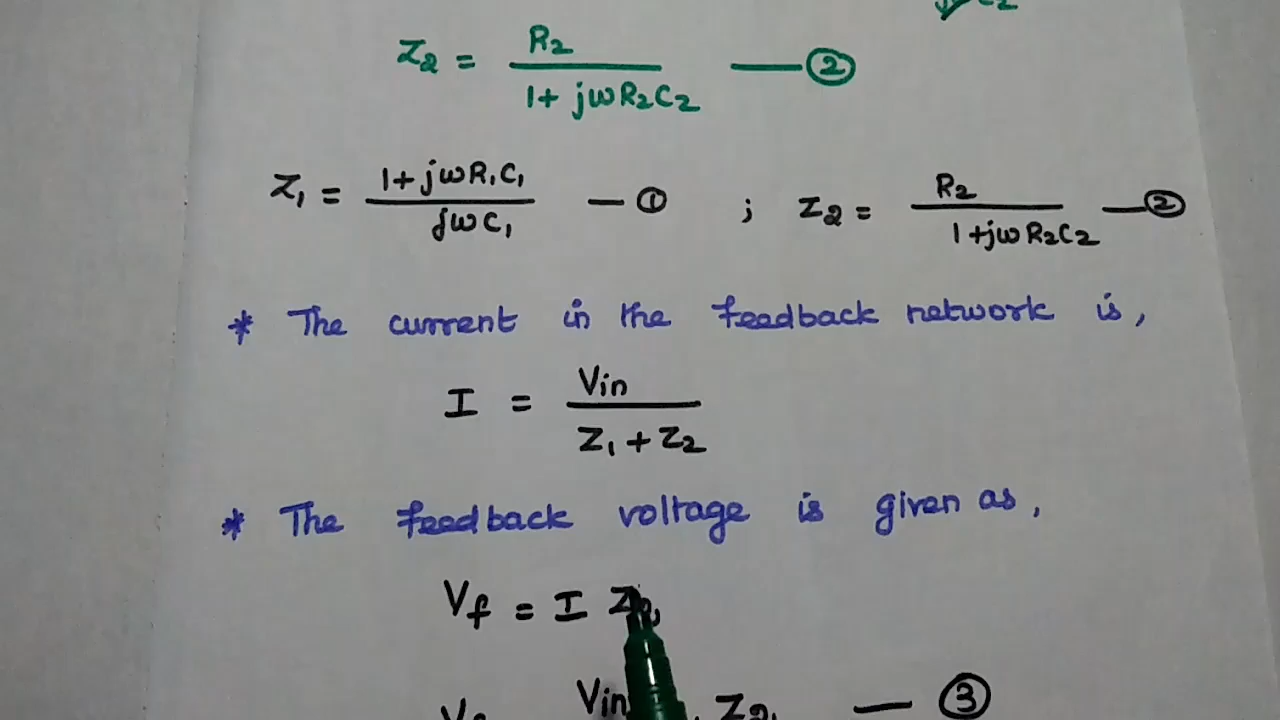 C2
Z2 = R2 / 1 + jωR2C2 — ②
Z1 = 1 + jωR1C1 / jωC1 — ① ; Z2 = R2 / 1 + jωR2C2 — ②
* The current in the feedback network is,
I = Vin / Z1 + Z2
* The feedback voltage is given as,
Vf = I Z2,
Vin Z2, — ③